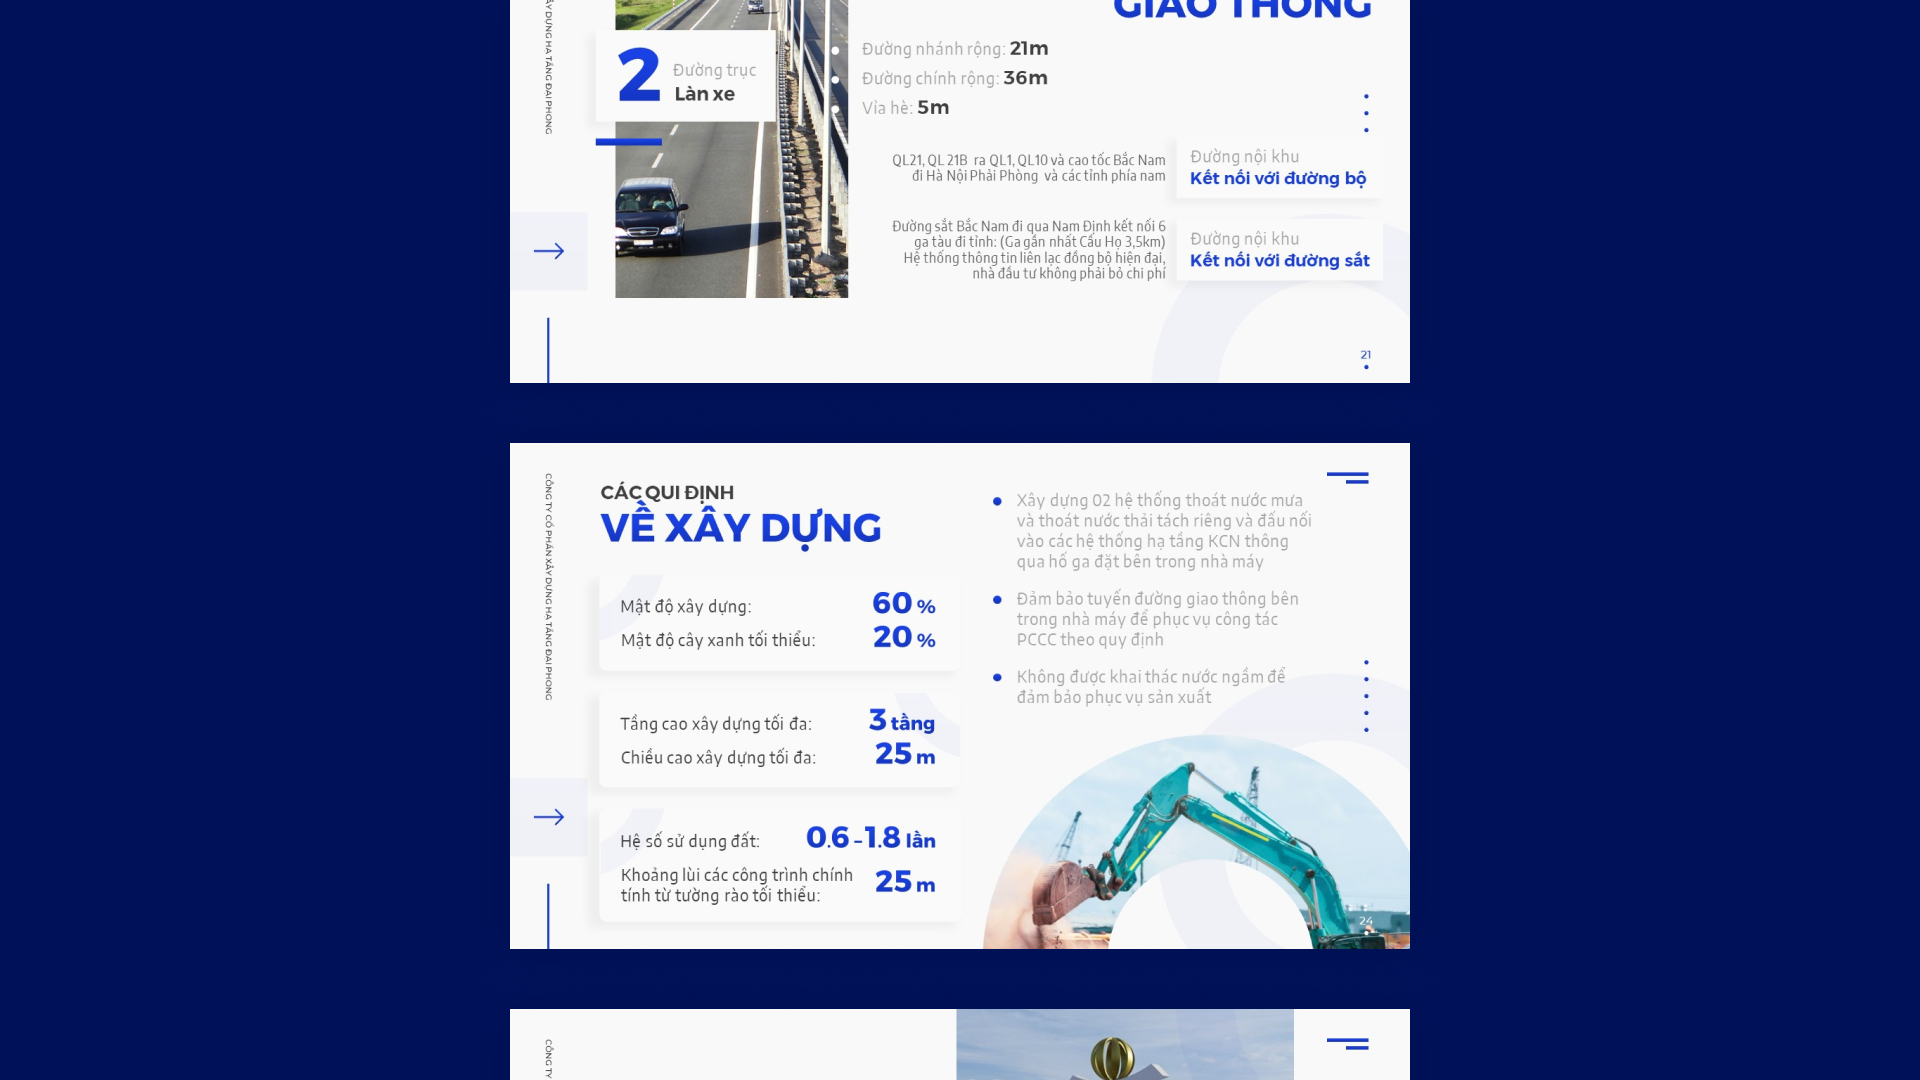 GIAO THÔNG
ÂY DỰNG HẠ TẦNG ĐẠI PHONG
2
Đường trục
Làn xe
Đường nhánh rộng: 21m
Đường chính rộng: 36m
Vỉa hè: 5m
QL21, QL 21B ra QL1, QL10 và cao tốc Bắc Nam
đi Hà Nội Phải Phòng và các tỉnh phía nam
Đường nội khu
Kết nối với đường bộ
Đường sắt Bắc Nam đi qua Nam Định kết nối 6
ga tàu đi tỉnh: (Ga gần nhất Cầu Họ 3,5km)
Hệ thống thông tin liên lạc đồng bộ hiện đại,
nhà đầu tư không phải bỏ chi phí
Đường nội khu
Kết nối với đường sắt
21
CÔNG TY CỔ PHẦN XÂY DỰNG HẠ TẦNG ĐẠI PHONG
CÁC QUI ĐỊNH
VỀ XÂY DỰNG
Mật độ xây dựng: 60 %
Mật độ cây xanh tối thiểu: 20 %
Tầng cao xây dựng tối đa: 3 tầng
Chiều cao xây dựng tối đa: 25 m
Hệ số sử dụng đất: 0.6 - 1.8 lần
Khoảng lùi các công trình chính
tính từ tường rào tối thiểu: 25 m
Xây dựng 02 hệ thống thoát nước mưa
và thoát nước thải tách riêng và đấu nối
vào các hệ thống hạ tầng KCN thông
qua hố ga đặt bên trong nhà máy
Đảm bảo tuyến đường giao thông bên
trong nhà máy để phục vụ công tác
PCCC theo quy định
Không được khai thác nước ngầm để
đảm bảo phục vụ sản xuất
24
CÔNG TY